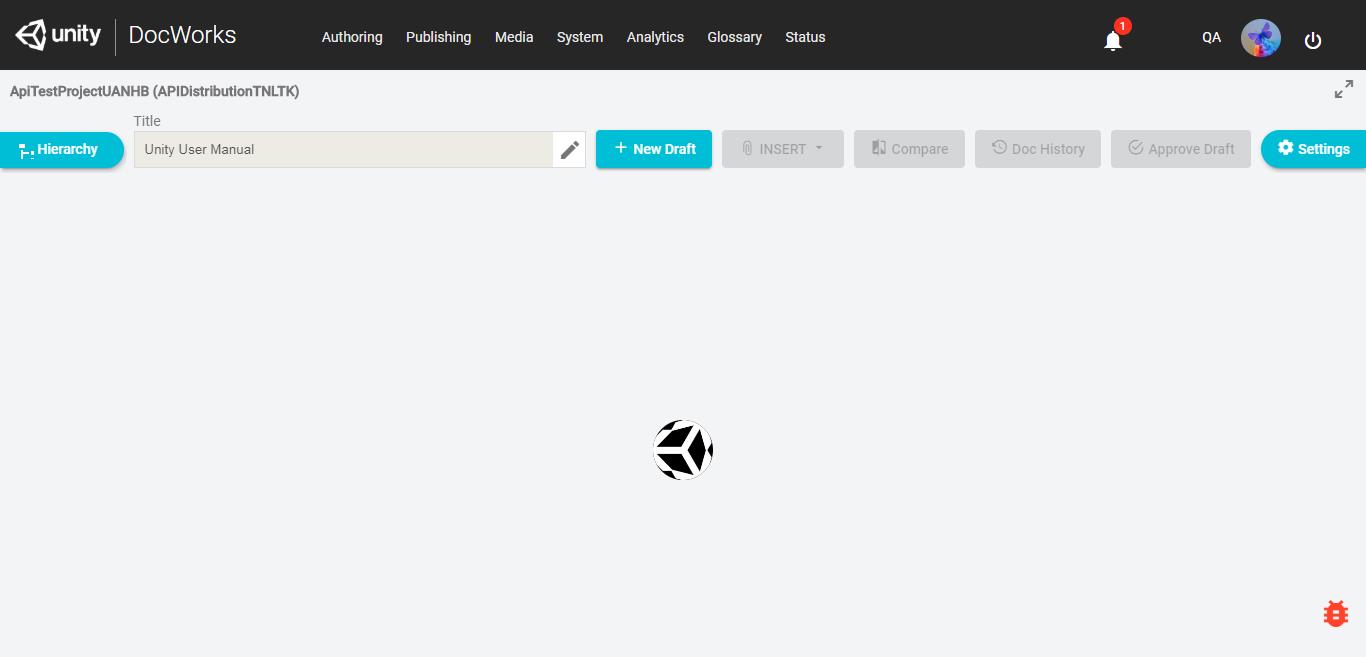 unity DocWorks Authoring Publishing Media System Analytics Glossary Status 1 QA
ApiTestProjectUANHB (APIDistributionTNLTK)
Title
Hierarchy Unity User Manual + New Draft INSERT Compare Doc History Approve Draft Settings